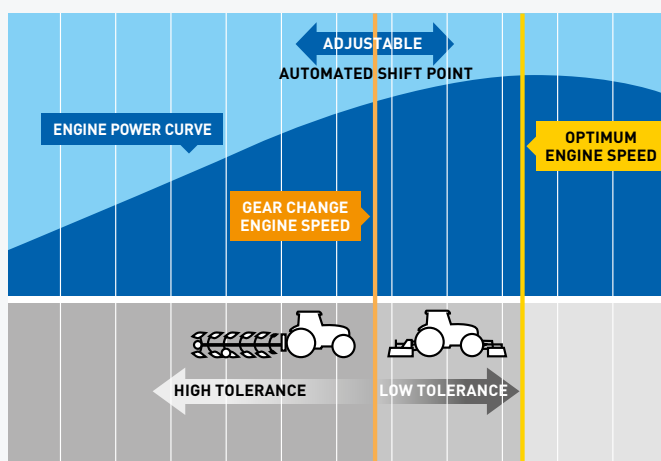 ADJUSTABLE
AUTOMATED SHIFT POINT
ENGINE POWER CURVE
OPTIMUM
ENGINE SPEED
GEAR CHANGE
ENGINE SPEED
HIGH TOLERANCE
LOW TOLERANCE